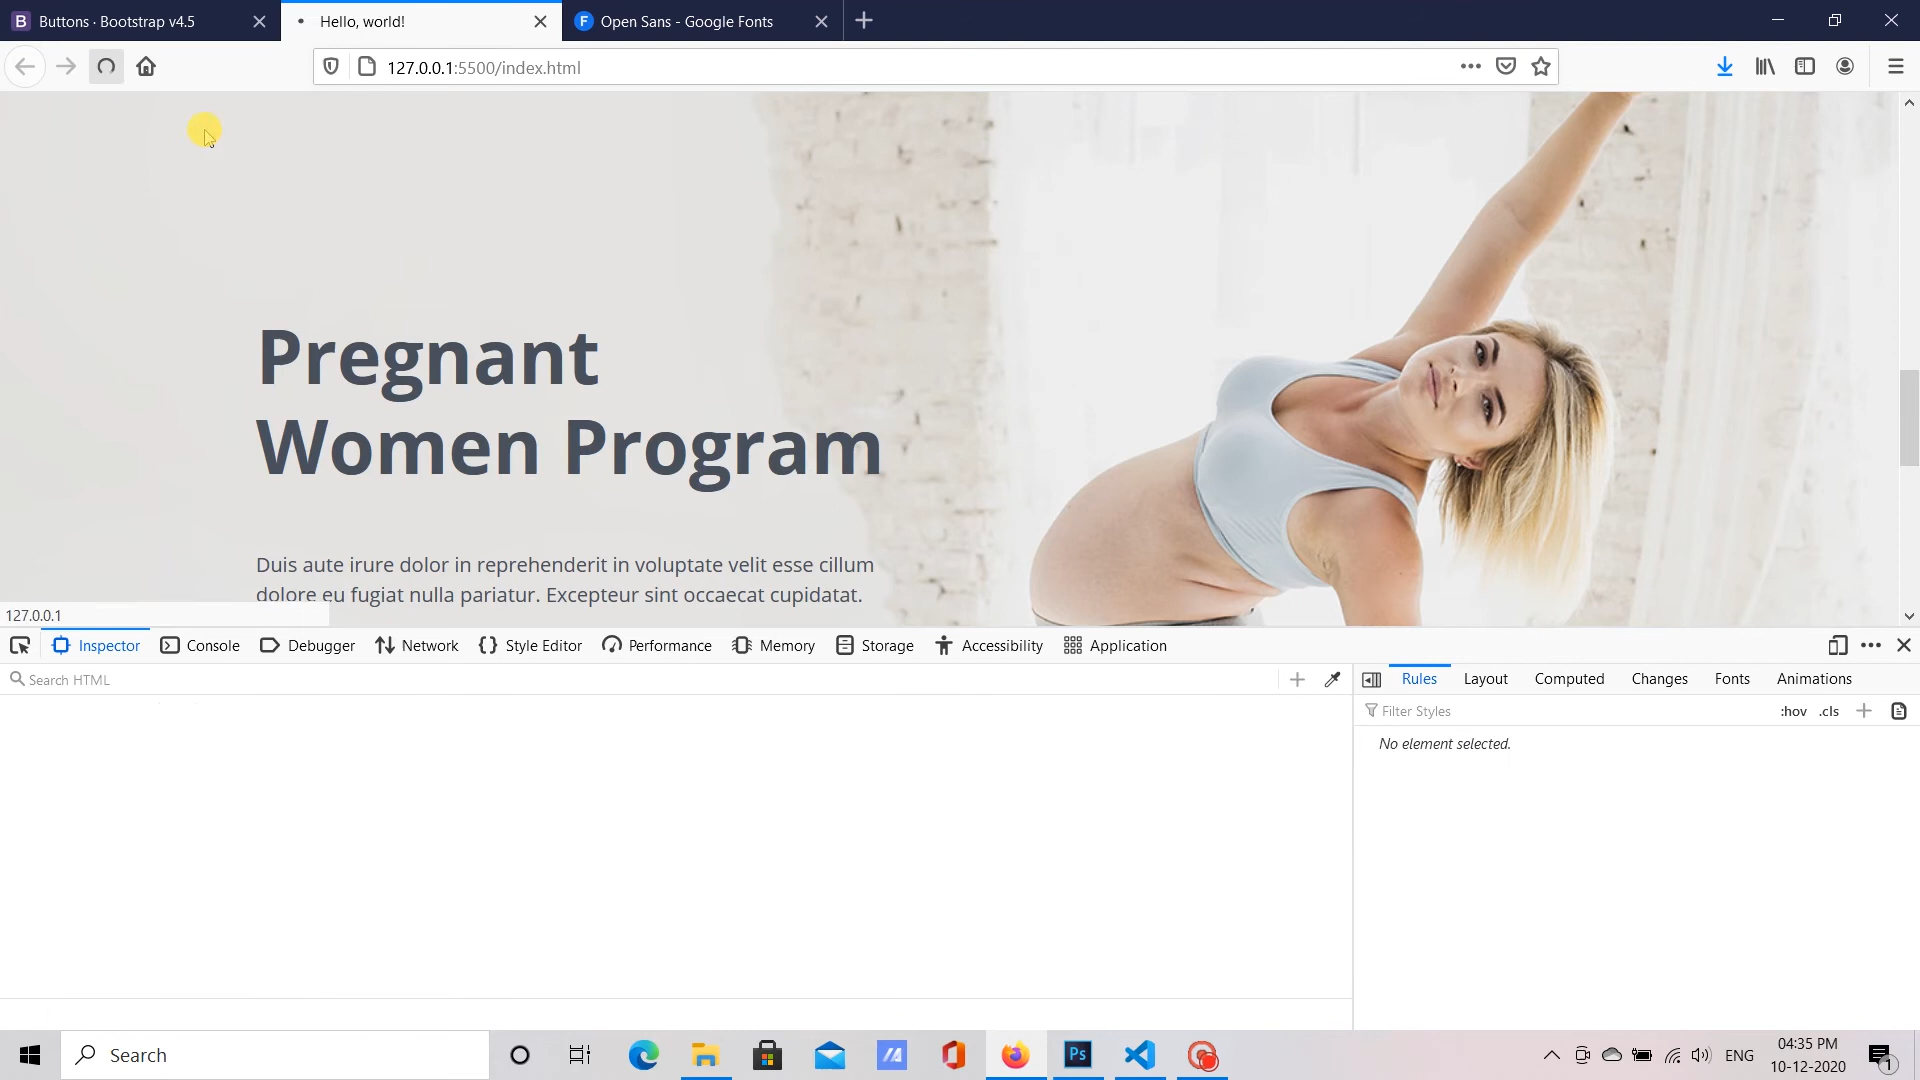 B Buttons · Bootstrap v4.5
Hello, world!
F Open Sans - Google Fonts
127.0.0.1:5500/index.html
Pregnant
Women Program
Duis aute irure dolor in reprehenderit in voluptate velit esse cillum
dolore eu fugiat nulla pariatur. Excepteur sint occaecat cupidatat.
127.0.0.1
Inspector Console Debugger Network Style Editor Performance Memory Storage Accessibility Application
Search HTML
Rules Layout Computed Changes Fonts Animations
Filter Styles :hov .cls
No element selected.
Search
Ps
ENG
04:35 PM
10-12-2020
1